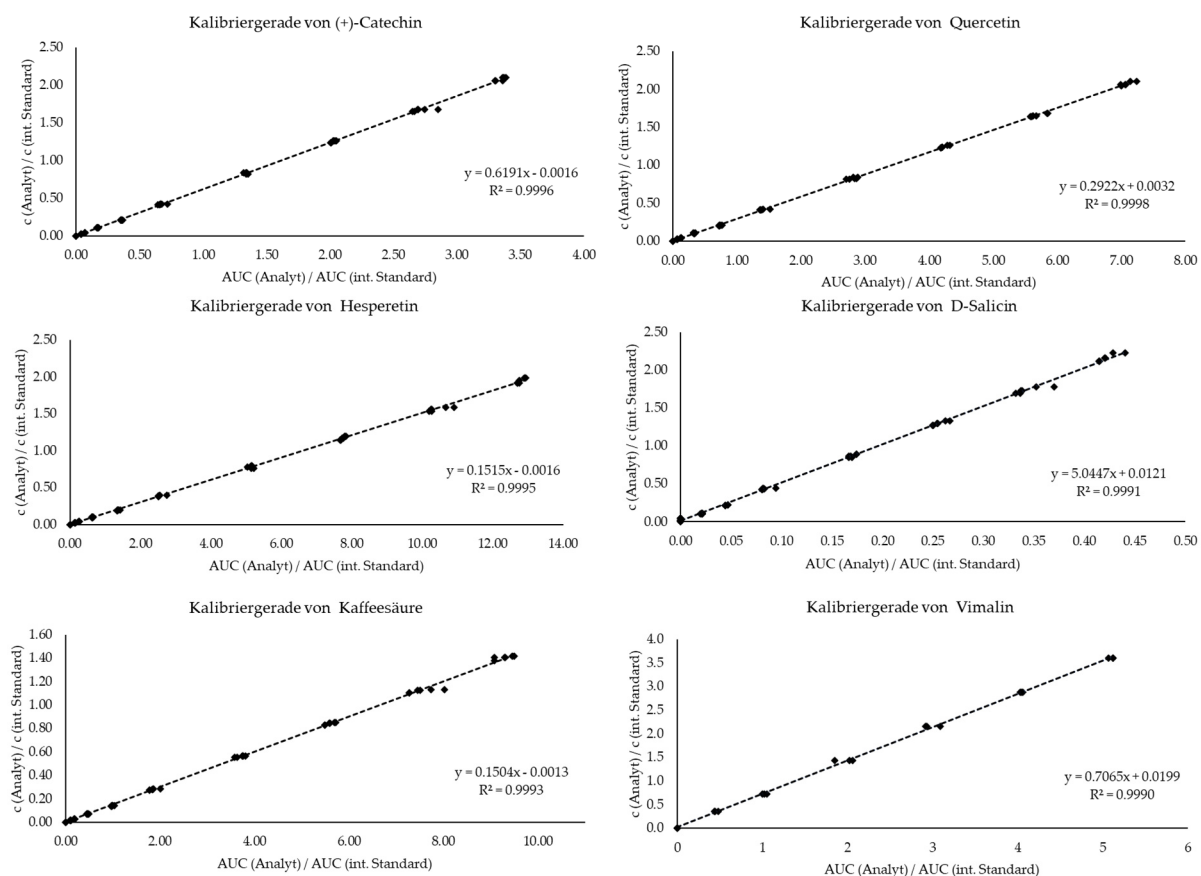 Kalibriergerade von (+)-Catechin
c (Analyt) / c (int. Standard)
2.50
2.00
1.50
1.00
0.50
0.00
y = 0.6191x - 0.0016
R² = 0.9996
0.00 0.50 1.00 1.50 2.00 2.50 3.00 3.50 4.00
AUC (Analyt) / AUC (int. Standard)
Kalibriergerade von Quercetin
c (Analyt) / c (int. Standard)
2.50
2.00
1.50
1.00
0.50
0.00
y = 0.2922x + 0.0032
R² = 0.9998
0.00 1.00 2.00 3.00 4.00 5.00 6.00 7.00 8.00
AUC (Analyt) / AUC (int. Standard)
Kalibriergerade von Hesperetin
c (Analyt) / c (int. Standard)
2.50
2.00
1.50
1.00
0.50
0.00
y = 0.1515x - 0.0016
R² = 0.9995
0.00 2.00 4.00 6.00 8.00 10.00 12.00 14.00
AUC (Analyt) / AUC (int. Standard)
Kalibriergerade von D-Salicin
c (Analyt) / c (int. Standard)
2.50
2.00
1.50
1.00
0.50
0.00
y = 5.0447x + 0.0121
R² = 0.9991
0.00 0.05 0.10 0.15 0.20 0.25 0.30 0.35 0.40 0.45 0.50
AUC (Analyt) / AUC (int. Standard)
Kalibriergerade von Kaffeesäure
c (Analyt) / c (int. Standard)
1.60
1.40
1.20
1.00
0.80
0.60
0.40
0.20
0.00
y = 0.1504x - 0.0013
R² = 0.9993
0.00 2.00 4.00 6.00 8.00 10.00
AUC (Analyt) / AUC (int. Standard)
Kalibriergerade von Vimalin
c (Analyt) / c (int. Standard)
4.0
3.5
3.0
2.5
2.0
1.5
1.0
0.5
0.0
y = 0.7065x + 0.0199
R² = 0.9990
0 1 2 3 4 5 6
AUC (Analyt) / AUC (int. Standard)